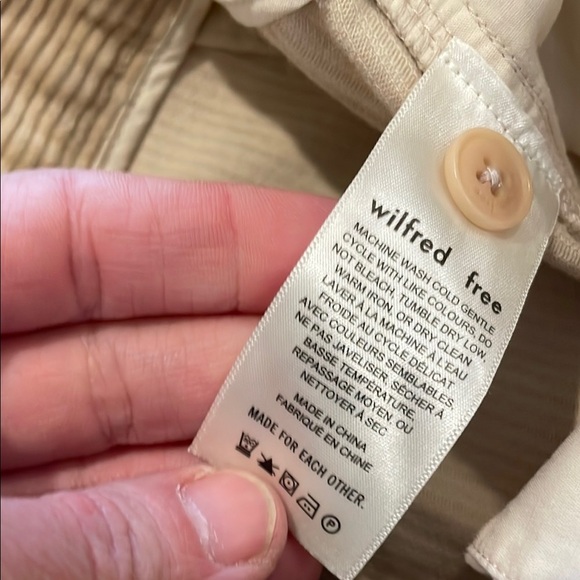 wilfred free
MACHINE WASH COLD GENTLE
CYCLE WITH LIKE COLOURS, DO
NOT BLEACH, TUMBLE DRY LOW,
WARM IRON, OR DRY CLEAN
LAVER À LA MACHINE À L'EAU
FROIDE AU CYCLE DÉLICAT
AVEC COULEURS SEMBLABLES,
NE PAS JAVELISER, SÉCHER À
BASSE TEMPÉRATURE,
REPASSAGE MOYEN, OU
NETTOYER À SEC
MADE IN CHINA
FABRIQUÉ EN CHINE
MADE FOR EACH OTHER.
P